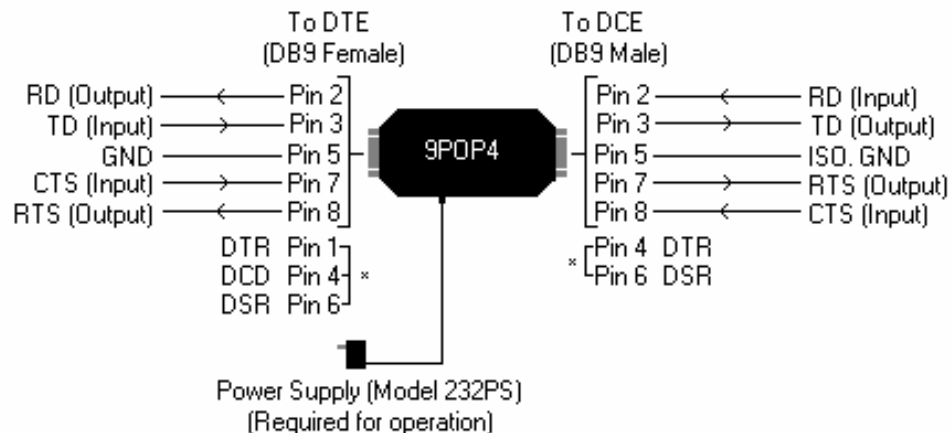 To DTE
(DB9 Female)
To DCE
(DB9 Male)
RD (Output) Pin 2
TD (Input) Pin 3
GND Pin 5
CTS (Input) Pin 7
RTS (Output) Pin 8
DTR Pin 1
DCD Pin 4 *
DSR Pin 6
9POP4
Pin 2 RD (Input)
Pin 3 TD (Output)
Pin 5 ISO. GND
Pin 7 RTS (Output)
Pin 8 CTS (Input)
* Pin 4 DTR
Pin 6 DSR
Power Supply (Model 232PS)
(Required for operation)